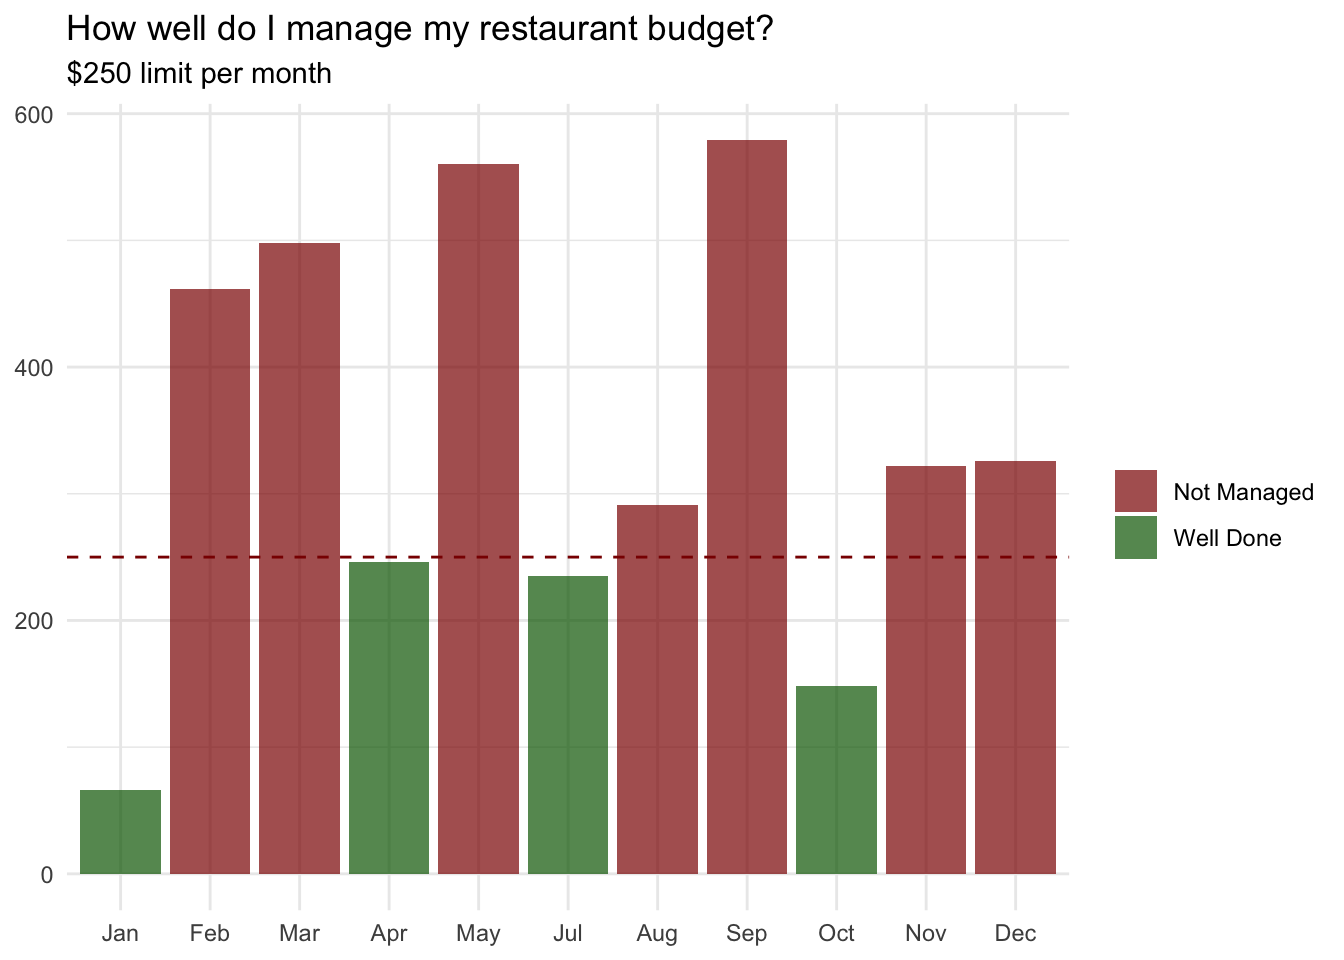 How well do I manage my restaurant budget?
$250 limit per month
600
400
200
0
Jan Feb Mar Apr May Jul Aug Sep Oct Nov Dec
Not Managed
Well Done